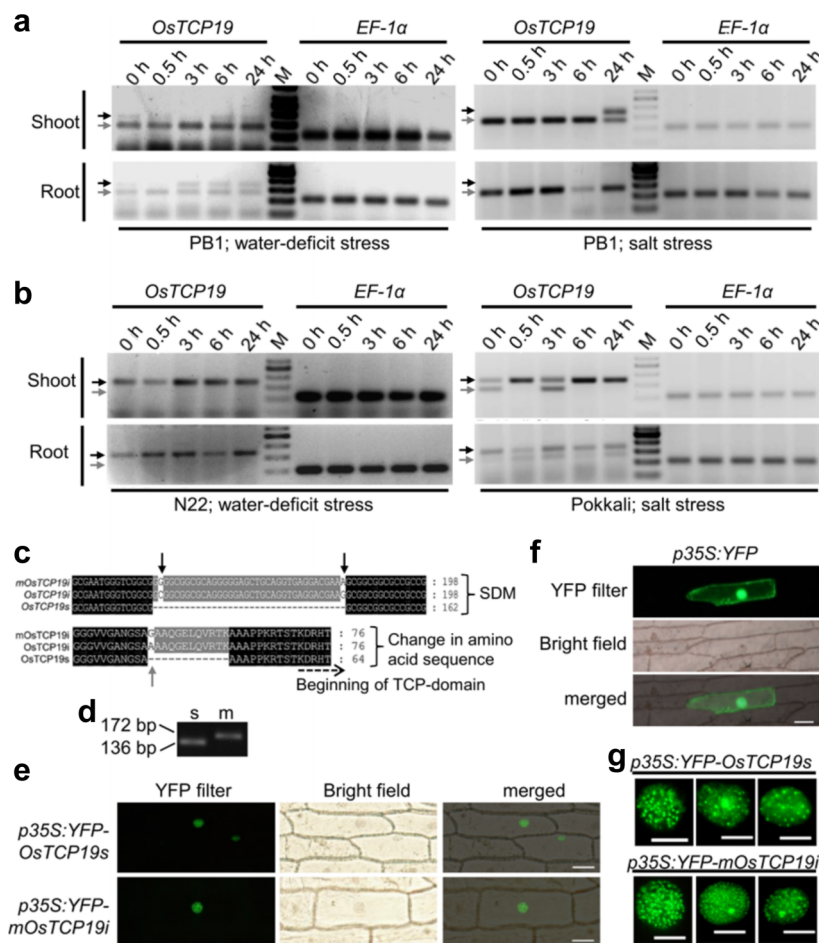 a
OsTCP19 EF-1α OsTCP19 EF-1α
0 h 0.5 h 3 h 6 h 24 h M 0 h 0.5 h 3 h 6 h 24 h 0 h 0.5 h 3 h 6 h 24 h M 0 h 0.5 h 3 h 6 h 24 h
Shoot
Root
PB1; water-deficit stress PB1; salt stress
b
OsTCP19 EF-1α OsTCP19 EF-1α
0 h 0.5 h 3 h 6 h 24 h M 0 h 0.5 h 3 h 6 h 24 h 0 h 0.5 h 3 h 6 h 24 h M 0 h 0.5 h 3 h 6 h 24 h
Shoot
Root
N22; water-deficit stress Pokkali; salt stress
c
mOsTCP19i : 198
OsTCP19i : 198
OsTCP19s : 162
SDM
mOsTCP19i GGGVVGANGSAGAAQGELQVRTKAAAPPKRTSTKDRHT : 76
OsTCP19i GGGVVGANGSAAAAQGELQVRTKAAAPPKRTSTKDRHT : 76
OsTCP19s GGGVVGANGSA------------AAAPPKRTSTKDRHT : 64
Change in amino
acid sequence
Beginning of TCP-domain
d
s m
172 bp
136 bp
e
YFP filter Bright field merged
p35S:YFP-
OsTCP19s
p35S:YFP-
mOsTCP19i
f
p35S:YFP
YFP filter
Bright field
merged
g
p35S:YFP-OsTCP19s
p35S:YFP-mOsTCP19i